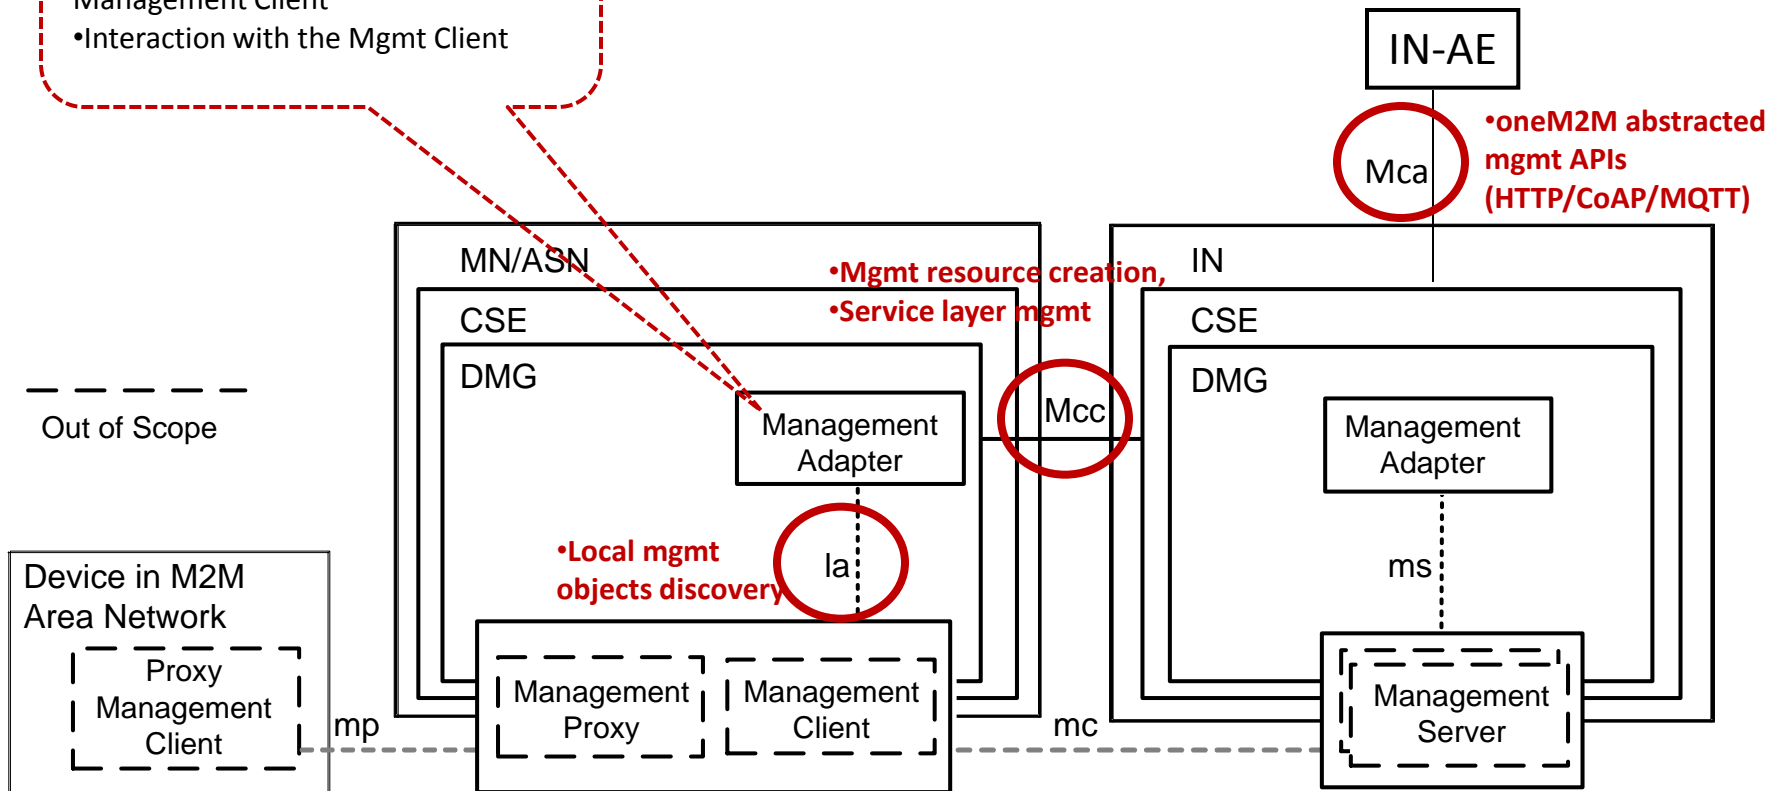 Management Client
•Interaction with the Mgmt Client
IN-AE
•oneM2M abstracted
mgmt APIs
(HTTP/CoAP/MQTT)
Mca
MN/ASN
•Mgmt resource creation,
•Service layer mgmt
IN
CSE
CSE
DMG
DMG
Out of Scope
Management
Adapter
Mcc
Management
Adapter
•Local mgmt
objects discovery
la
ms
Device in M2M
Area Network
Proxy
Management
Client
mp
Management
Proxy
Management
Client
mc
Management
Server